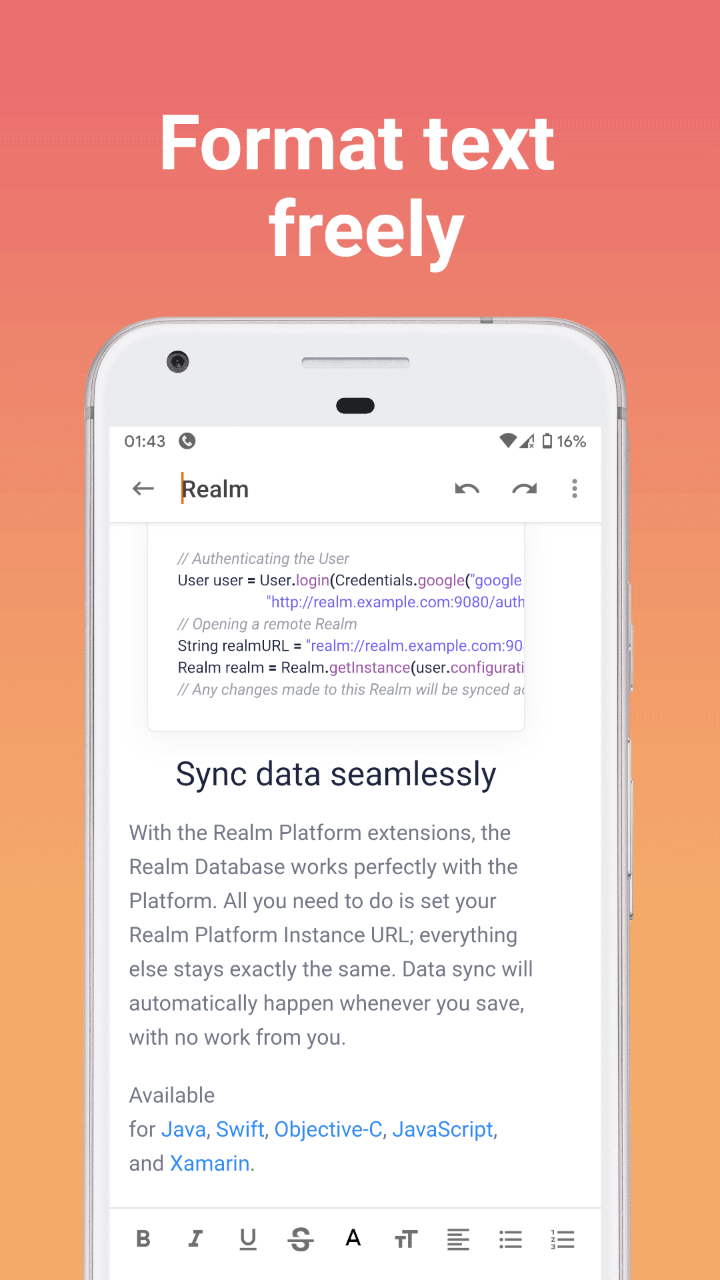 Format text
freely
01:43
16%
Realm
// Authenticating the User
User user = User.login(Credentials.google("google
"http://realm.example.com:9080/auth
// Opening a remote Realm
String realmURL = "realm://realm.example.com:90
Realm realm = Realm.getInstance(user.configurati
// Any changes made to this Realm will be synced
Sync data seamlessly
With the Realm Platform extensions, the
Realm Database works perfectly with the
Platform. All you need to do is set your
Realm Platform Instance URL; everything
else stays exactly the same. Data sync will
automatically happen whenever you save,
with no work from you.
Available
for Java, Swift, Objective-C, JavaScript,
and Xamarin.
B I U S A TT